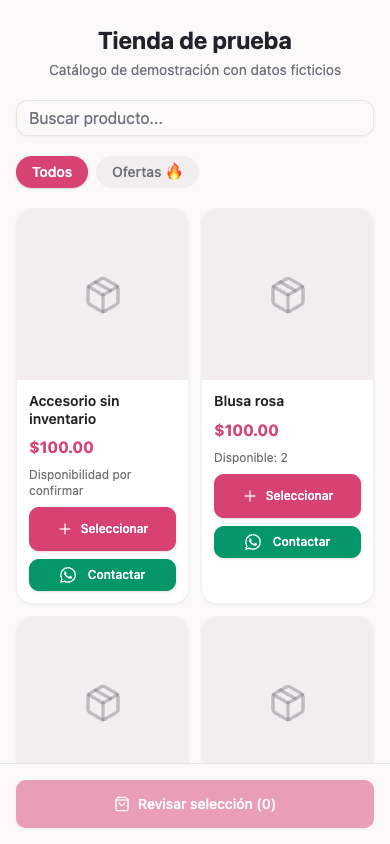 Tienda de prueba
Catálogo de demostración con datos ficticios
Buscar producto...
Todos
Ofertas 🔥
Accesorio sin
inventario
$100.00
Disponibilidad por
confirmar
Seleccionar
Contactar
Blusa rosa
$100.00
Disponible: 2
Seleccionar
Contactar
Revisar selección (0)